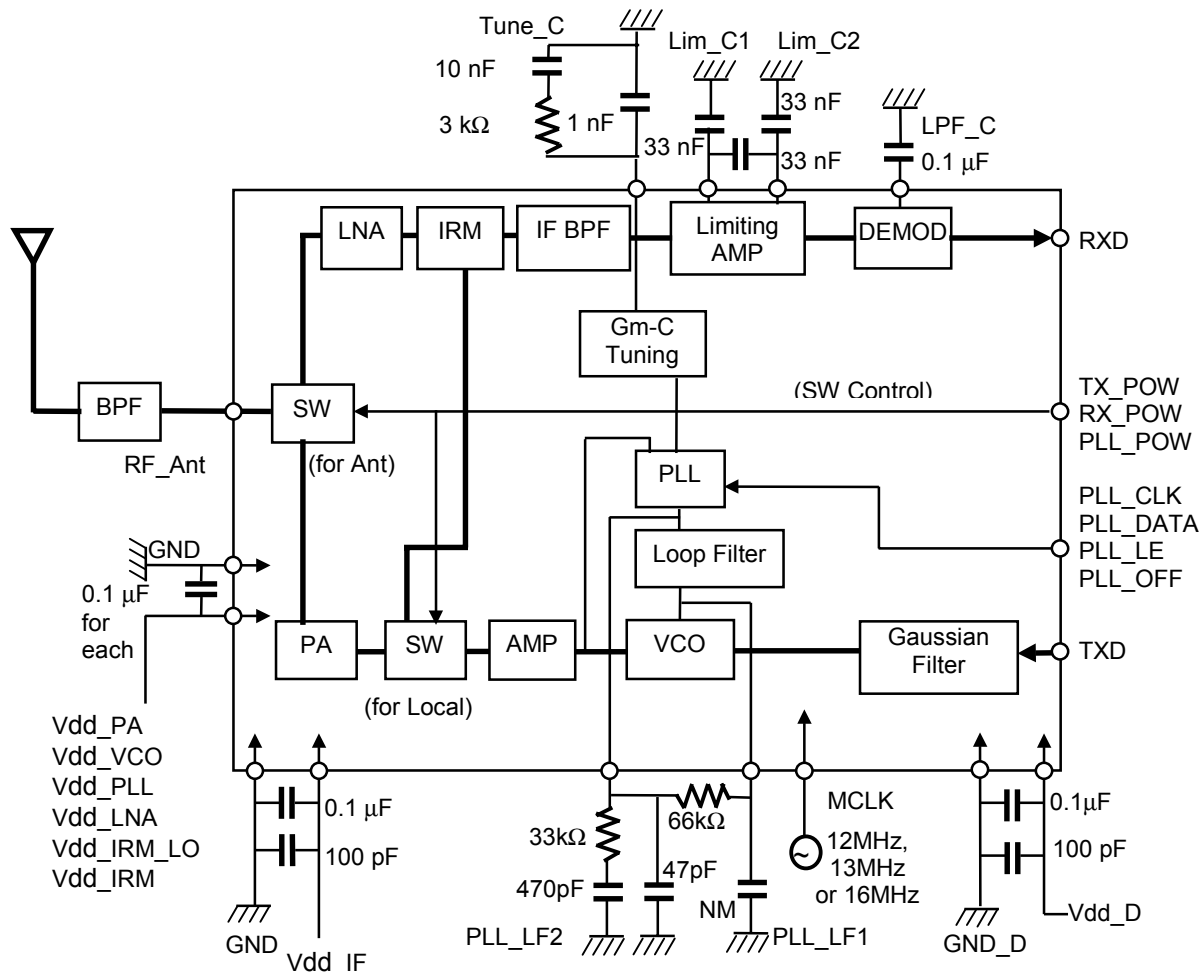 Tune_C
Lim_C1
Lim_C2
10 nF
3 kΩ
1 nF
33 nF
33 nF
33 nF
LPF_C
0.1 μF
LNA
IRM
IF BPF
Limiting
AMP
DEMOD
RXD
Gm-C
Tuning
BPF
SW
(SW Control)
TX_POW
RX_POW
PLL_POW
RF_Ant
(for Ant)
PLL
PLL_CLK
PLL_DATA
PLL_LE
PLL_OFF
GND
Loop Filter
0.1 μF
for
each
PA
SW
AMP
VCO
Gaussian
Filter
TXD
(for Local)
Vdd_PA
Vdd_VCO
Vdd_PLL
Vdd_LNA
Vdd_IRM_LO
Vdd_IRM
0.1 μF
100 pF
GND
Vdd_IF
33kΩ
66kΩ
470pF
47pF
NM
PLL_LF2
PLL_LF1
MCLK
~
12MHz,
13MHz
or 16MHz
0.1μF
100 pF
Vdd_D
GND_D